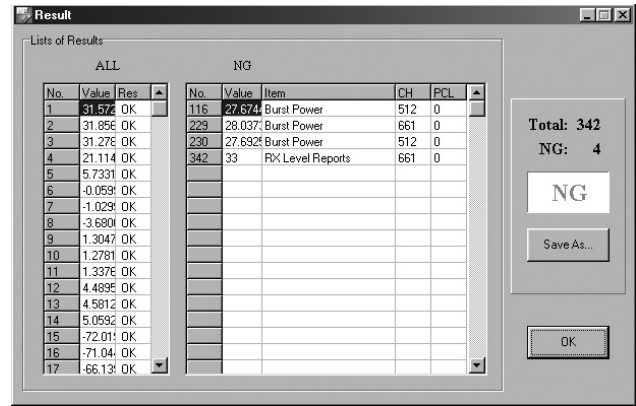 Result
Lists of Results
ALL
No. Value Res
1 31.572 OK
2 31.856 OK
3 31.278 OK
4 21.114 OK
5 5.7331 OK
6 -0.059 OK
7 -1.029 OK
8 -3.680 OK
9 1.3047 OK
10 1.2781 OK
11 1.3376 OK
12 4.4895 OK
13 4.5812 OK
14 5.0592 OK
15 -72.01 OK
16 -71.04 OK
17 -66.13 OK
NG
No. Value Item CH PCL
116 27.674 Burst Power 512 0
229 28.037 Burst Power 661 0
230 27.692 Burst Power 512 0
342 33 RX Level Reports 661 0
Total: 342
NG: 4
NG
Save As...
OK